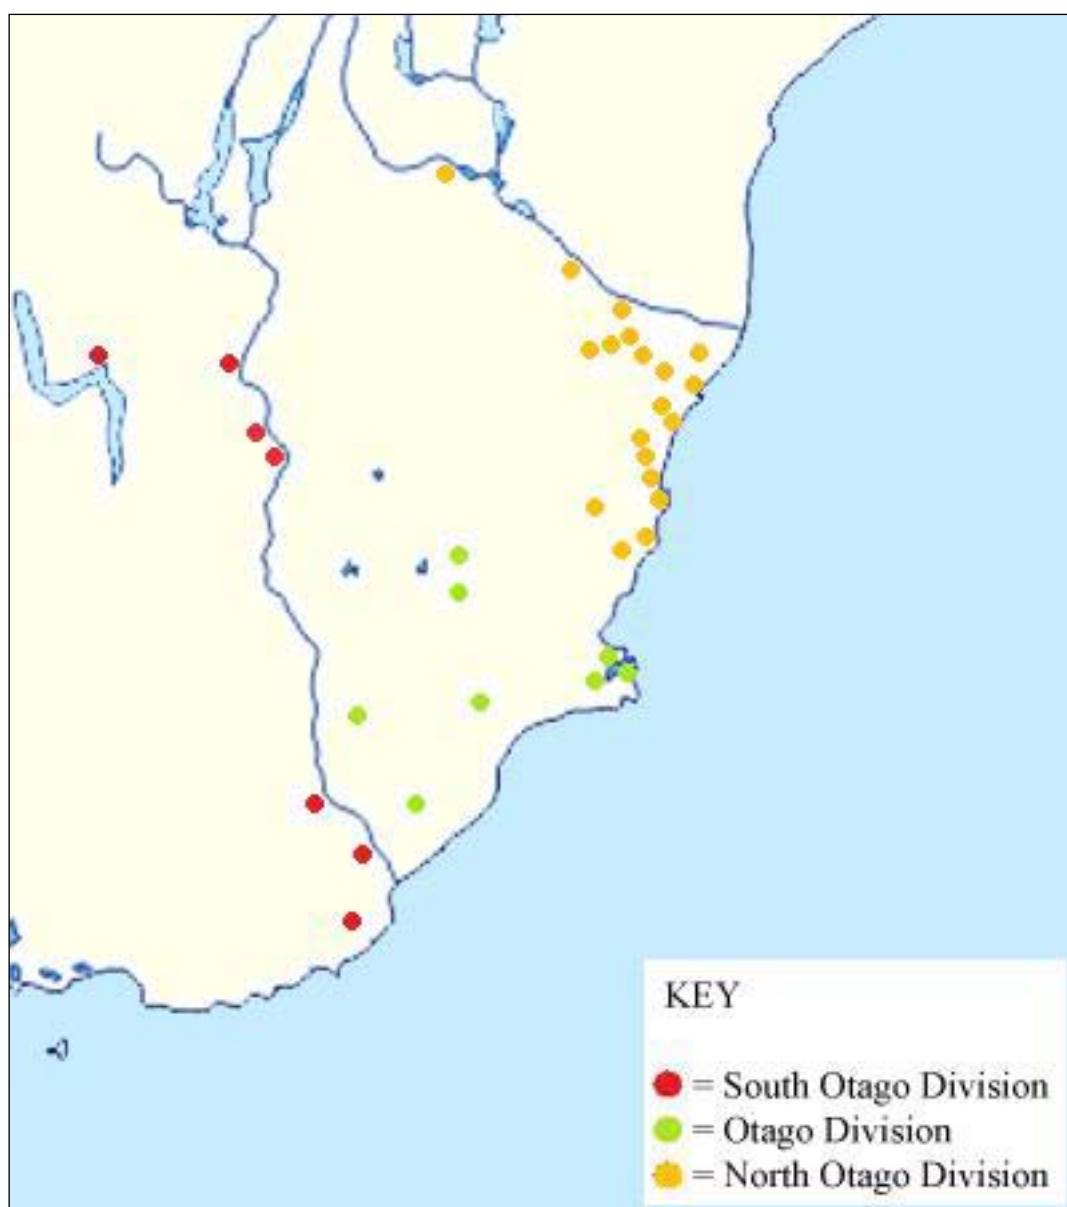 KEY
= South Otago Division
= Otago Division
= North Otago Division